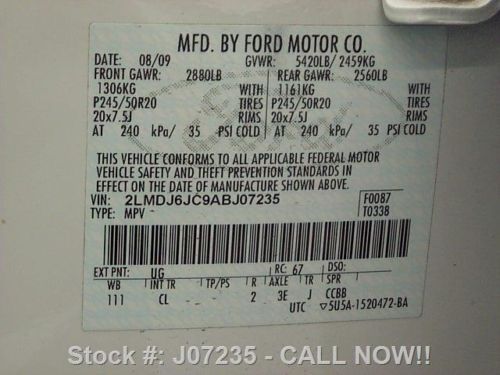 MFD. BY FORD MOTOR CO.
DATE: 08/09 GVWR: 5420LB/ 2459KG
FRONT GAWR: 2880LB REAR GAWR: 2560LB
1306KG WITH 1161KG WITH
P245/50R20 TIRES P245/50R20 TIRES
20x7.5J RIMS 20x7.5J RIMS
AT 240 kPa/ 35 PSI COLD AT 240 kPa/ 35 PSI COLD
THIS VEHICLE CONFORMS TO ALL APPLICABLE FEDERAL MOTOR
VEHICLE SAFETY AND THEFT PREVENTION STANDARDS IN
EFFECT ON THE DATE OF MANUFACTURE SHOWN ABOVE.
VIN: 2LMDJ6JC9ABJ07235 F0087
TYPE: MPV T0338
EXT PNT: UG RC: 67 DSO:
WB INT TR TP/PS R AXLE TR SPR
111 CL 2 3E J CCBB
UTC ▽5U5A-1520472-BA
Ford
Stock #: J07235 - CALL NOW!!